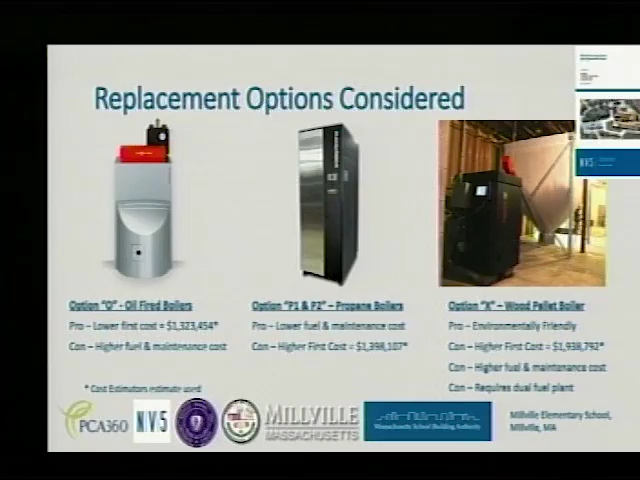 Replacement Options Considered
NV5
Option "O" - Oil Fired Boilers
Pro – Lower first cost = $1,323,454*
Con – Higher fuel & maintenance cost
Option "P1 & P2" – Propane Boilers
Pro – Lower fuel & maintenance cost
Con – Higher First Cost = $1,398,107*
Option "X" – Wood Pellet Boiler
Pro – Environmentally Friendly
Con – Higher First Cost = $1,938,792*
Con – Higher fuel & maintenance cost
Con – Requires dual fuel plant
* Cost Estimators estimate used
PCA360
NV5
MILLVILLE
MASSACHUSETTS
Massachusetts School Building Authority
Millville Elementary School,
Millville, MA